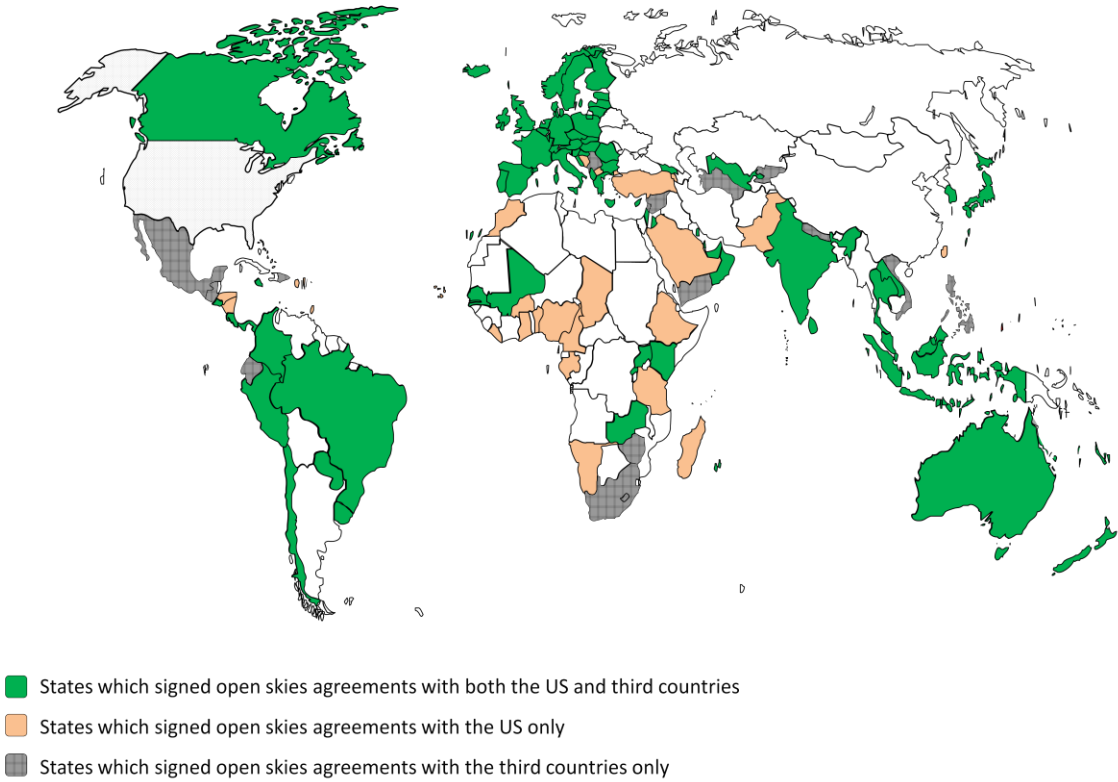 States which signed open skies agreements with both the US and third countries
States which signed open skies agreements with the US only
States which signed open skies agreements with the third countries only